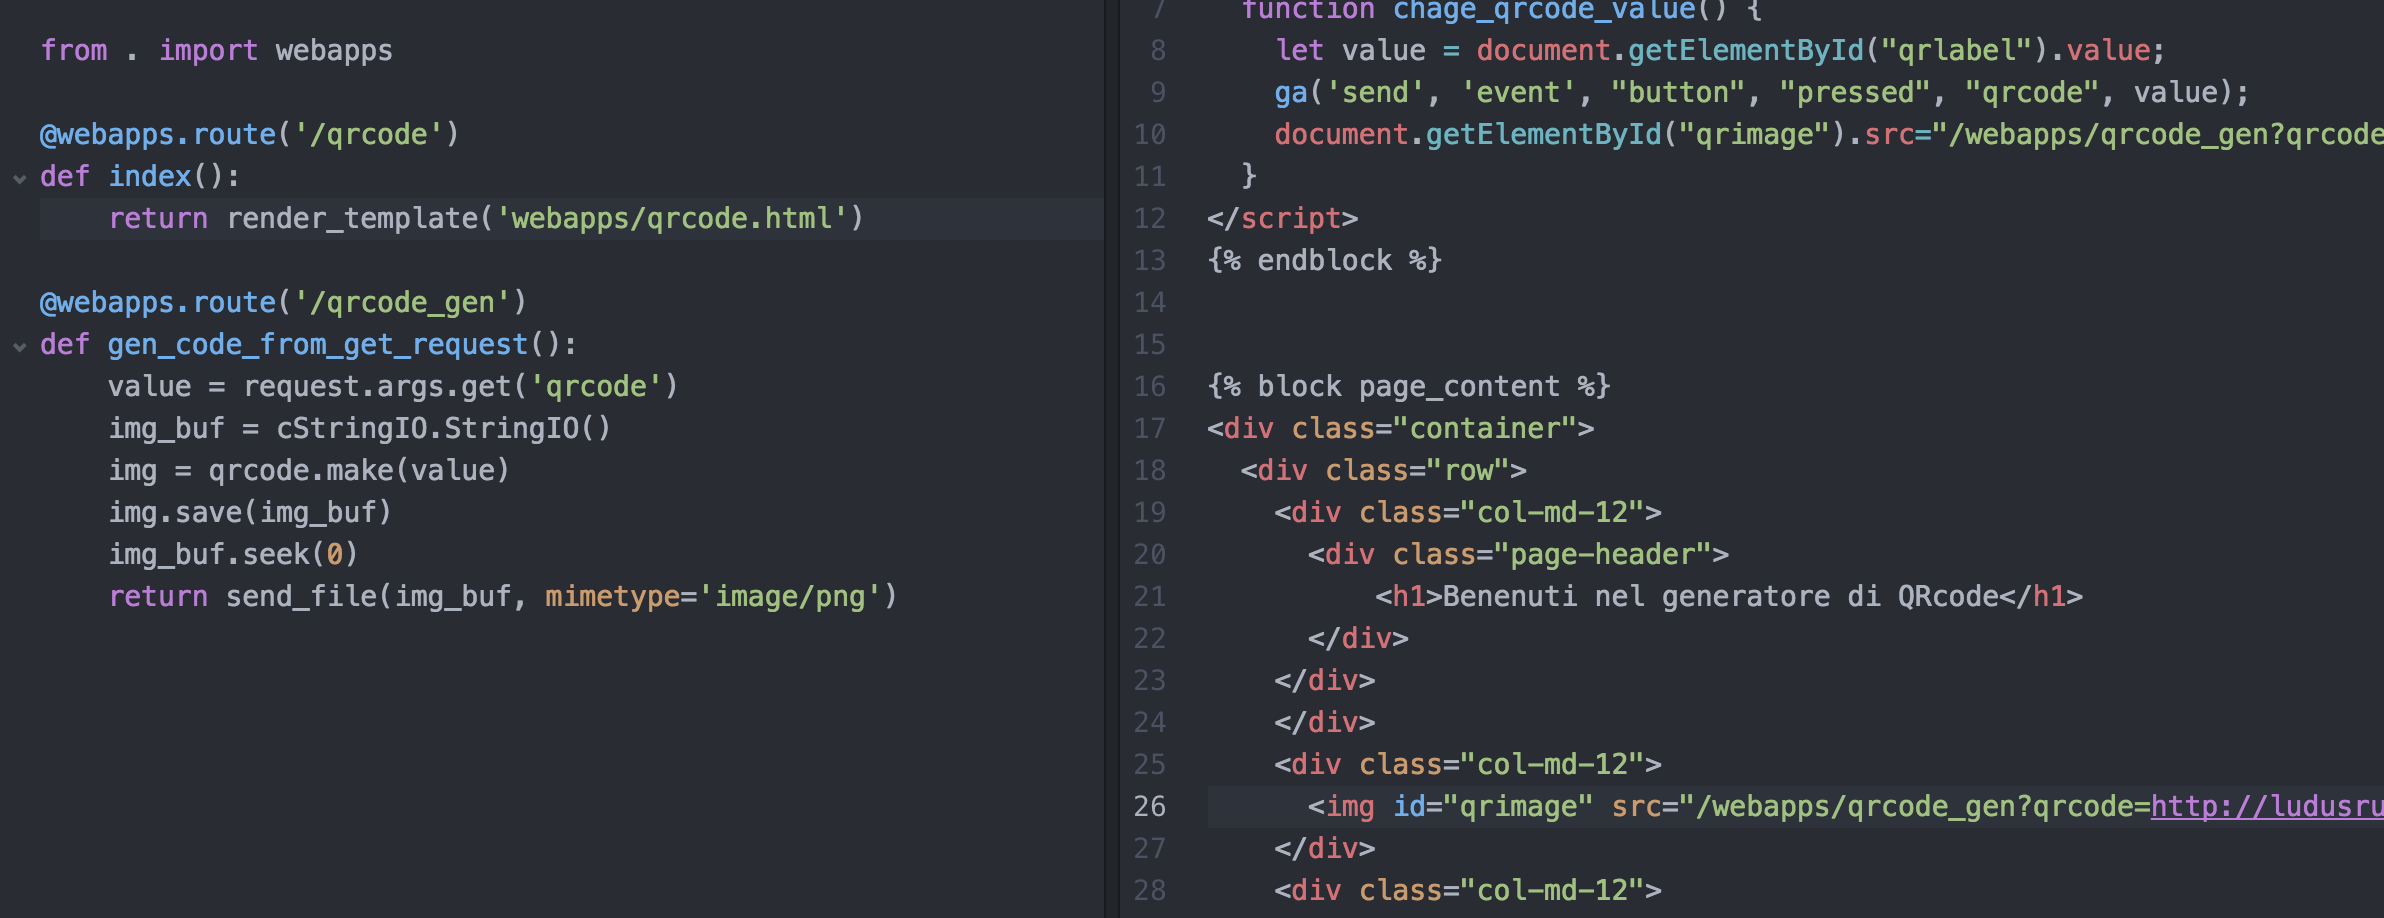 from . import webapps
@webapps.route('/qrcode')
def index():
return render_template('webapps/qrcode.html')
@webapps.route('/qrcode_gen')
def gen_code_from_get_request():
value = request.args.get('qrcode')
img_buf = cStringIO.StringIO()
img = qrcode.make(value)
img.save(img_buf)
img_buf.seek(0)
return send_file(img_buf, mimetype='image/png')
7 function chage_qrcode_value() {
8 let value = document.getElementById("qrlabel").value;
9 ga('send', 'event', "button", "pressed", "qrcode", value);
10 document.getElementById("qrimage").src="/webapps/qrcode_gen?qrcode
11 }
12 </script>
13 {% endblock %}
14
15
16 {% block page_content %}
17 <div class="container">
18 <div class="row">
19 <div class="col-md-12">
20 <div class="page-header">
21 <h1>Benenuti nel generatore di QRcode</h1>
22 </div>
23 </div>
24 </div>
25 <div class="col-md-12">
26 <img id="qrimage" src="/webapps/qrcode_gen?qrcode=http://ludusru
27 </div>
28 <div class="col-md-12">